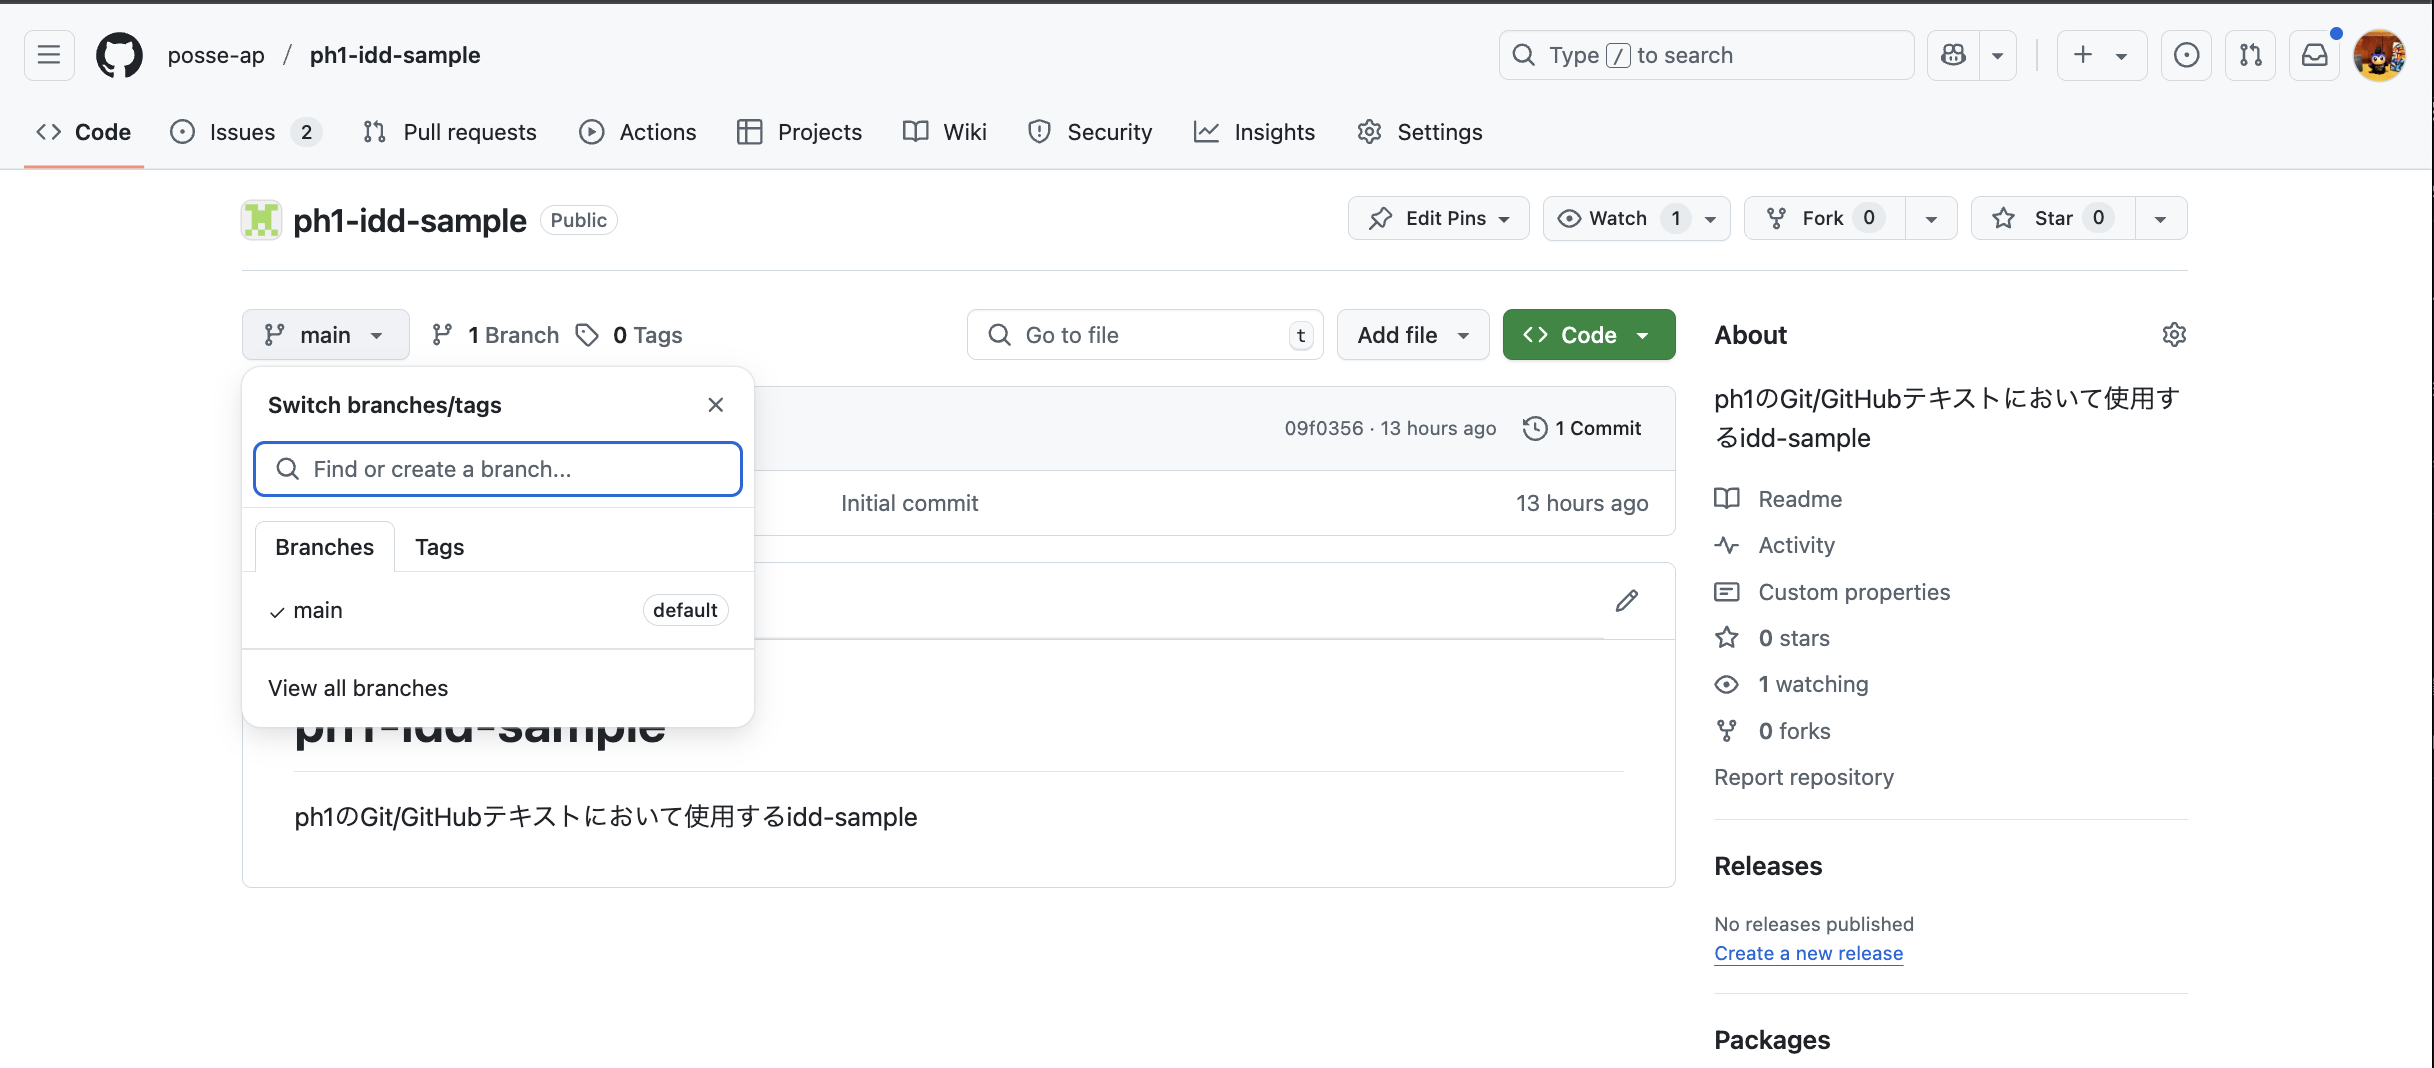 posse-ap / ph1-idd-sample
Type / to search
Code
Issues 2
Pull requests
Actions
Projects
Wiki
Security
Insights
Settings
ph1-idd-sample Public
Edit Pins
Watch 1
Fork 0
Star 0
main
1 Branch
0 Tags
Go to file t
Add file
Code
Switch branches/tags
Find or create a branch...
Branches
Tags
main default
View all branches
09f0356 · 13 hours ago
1 Commit
Initial commit
13 hours ago
ph1-idd-sample
ph1のGit/GitHubテキストにおいて使用するidd-sample
About
ph1のGit/GitHubテキストにおいて使用す
るidd-sample
Readme
Activity
Custom properties
0 stars
1 watching
0 forks
Report repository
Releases
No releases published
Create a new release
Packages